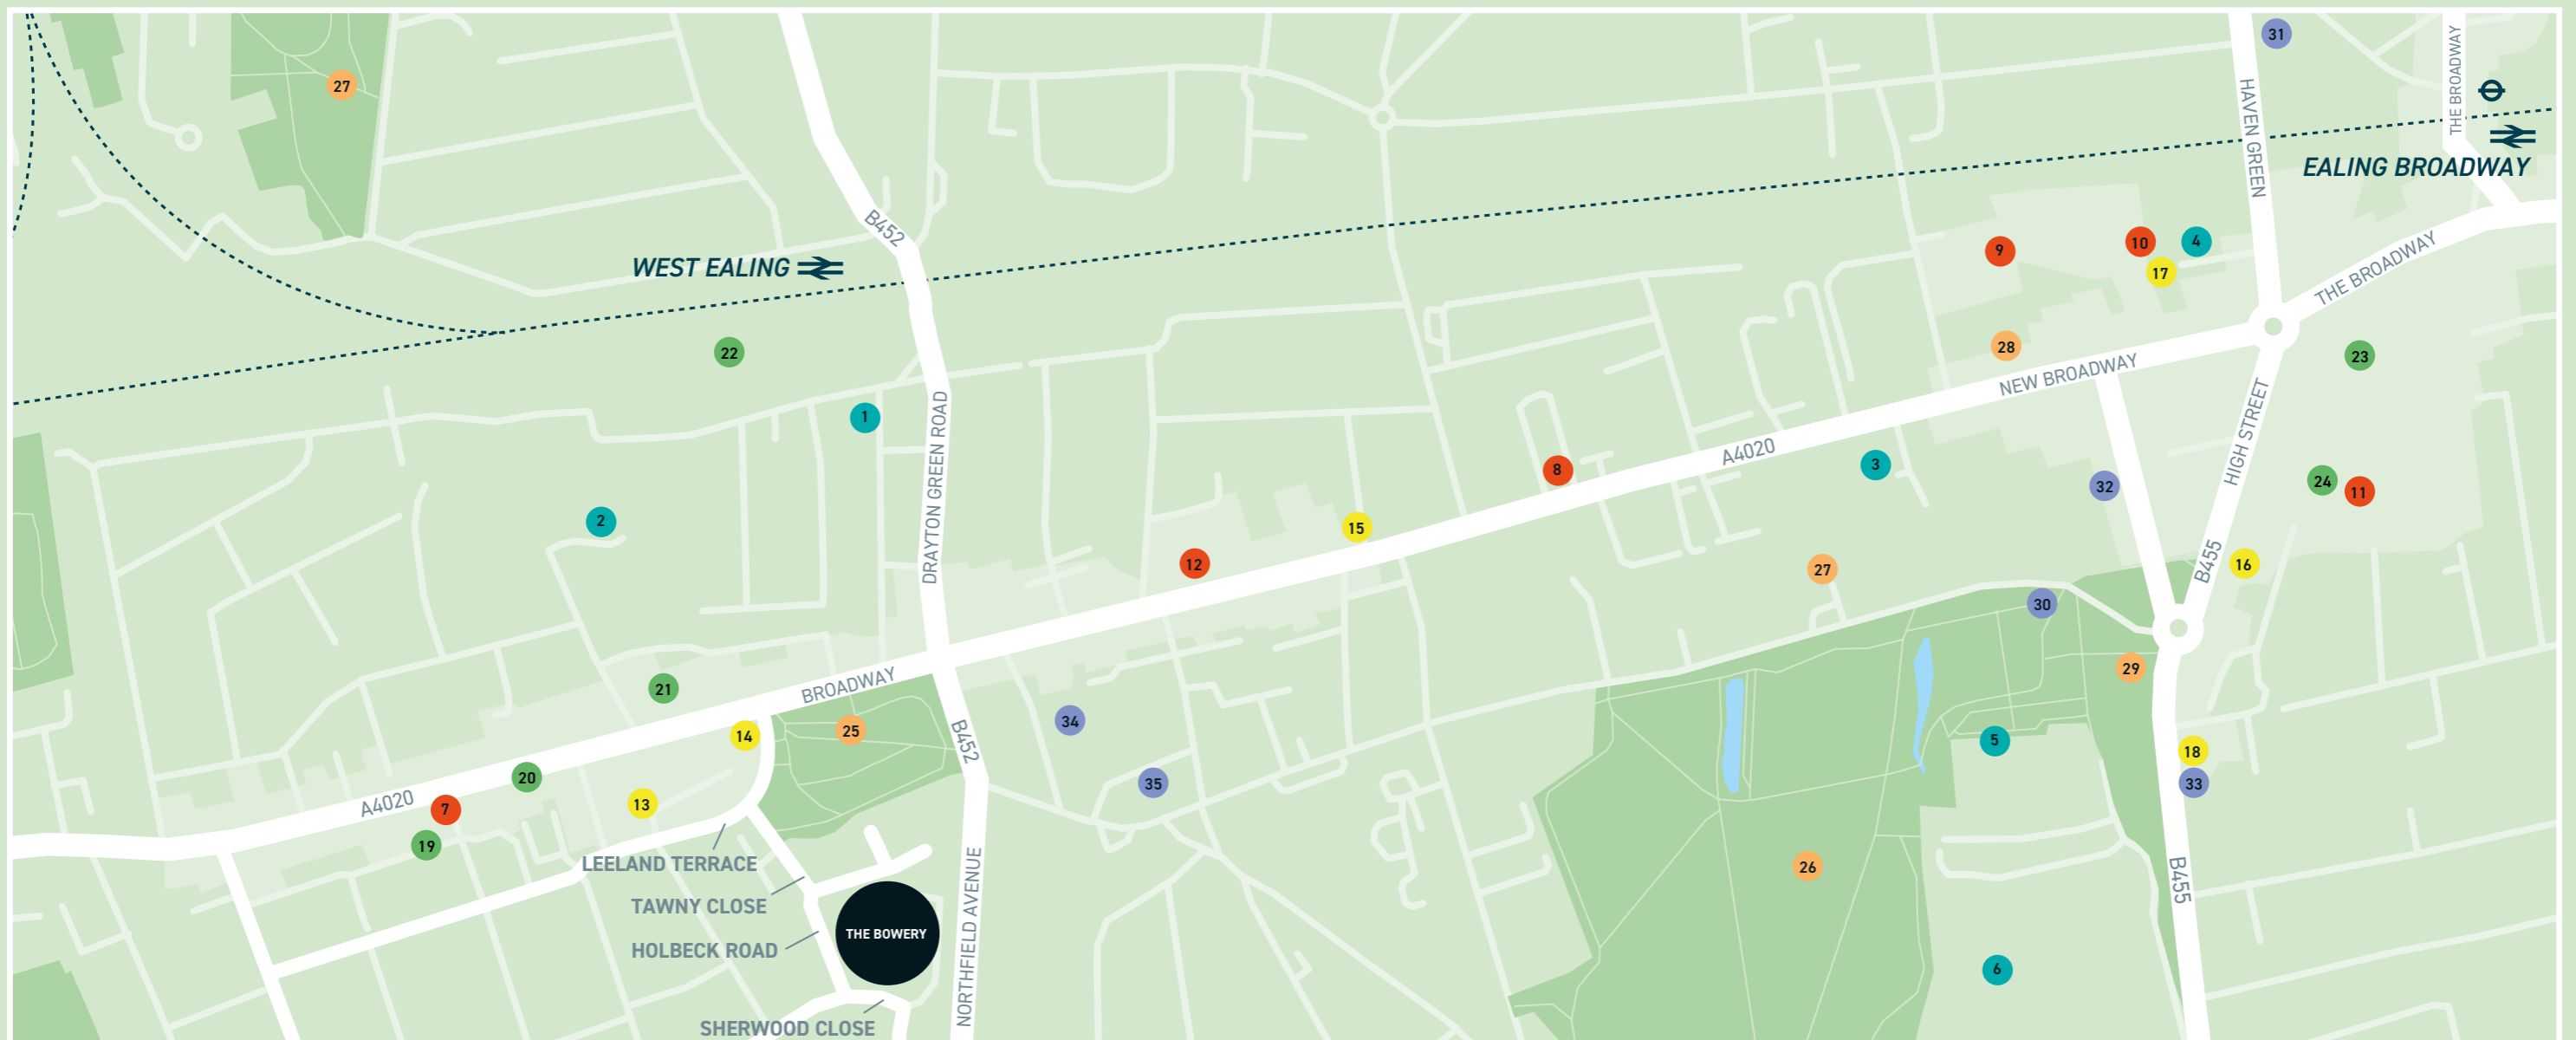 31
THE BROADWAY
27
HAVEN GREEN
EALING BROADWAY
B452
9
10
4
17
WEST EALING
THE BROADWAY
22
28
NEW BROADWAY
23
1
DRAYTON GREEN ROAD
HIGH STREET
8
A4020
3
32
24
11
2
15
12
27
B455
16
30
29
21
BROADWAY
14
25
B452
34
5
18
20
35
33
A4020
7
13
19
LEELAND TERRACE
26
B455
TAWNY CLOSE
THE BOWERY
NORTHFIELD AVENUE
HOLBECK ROAD
6
SHERWOOD CLOSE